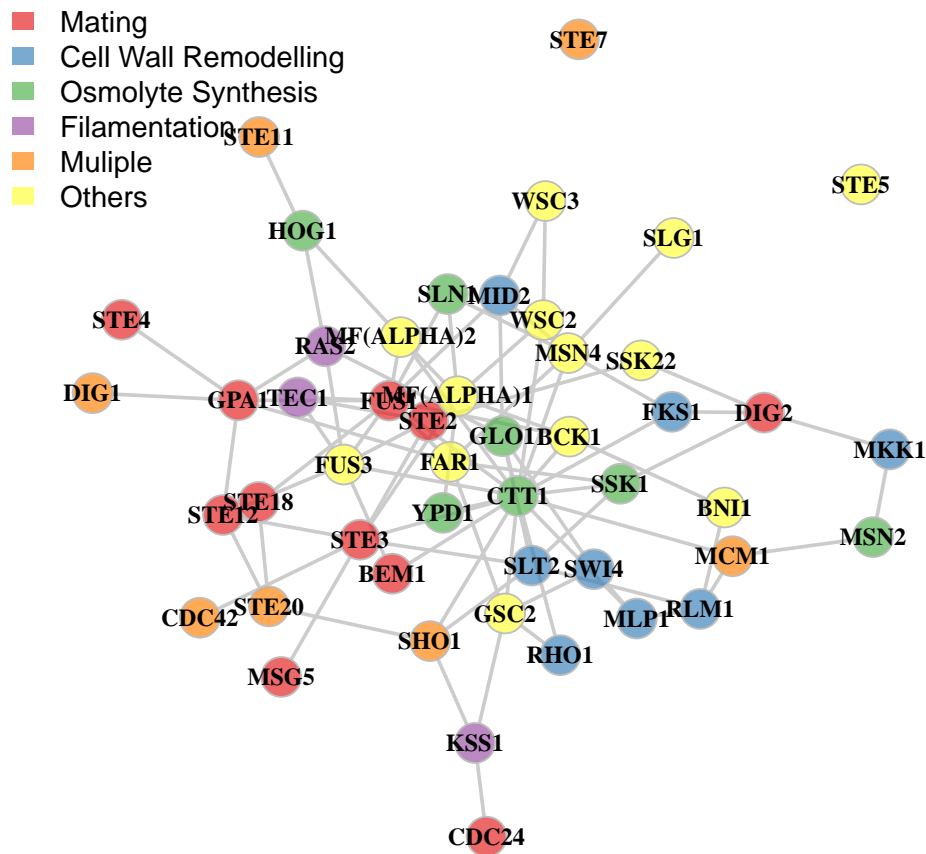 Mating
Cell Wall Remodelling
Osmolyte Synthesis
Filamentation
Muliple
Others
STE7
STE11
STE5
WSC3
HOG1
SLG1
SLN1
MID2
STE4
WSC2
MF(ALPHA)2
RAS2
MSN4
SSK22
DIG1
GPA1
TEC1
FUS1
MF(ALPHA)1
FKS1
DIG2
STE2
GLO1
BCK1
MKK1
FUS3
FAR1
SSK1
CTT1
STE18
STE12
YPD1
BNI1
MSN2
STE3
MCM1
BEM1
SLT2
SWI4
CDC42
STE20
GSC2
MLP1
RLM1
SHO1
RHO1
MSG5
KSS1
CDC24